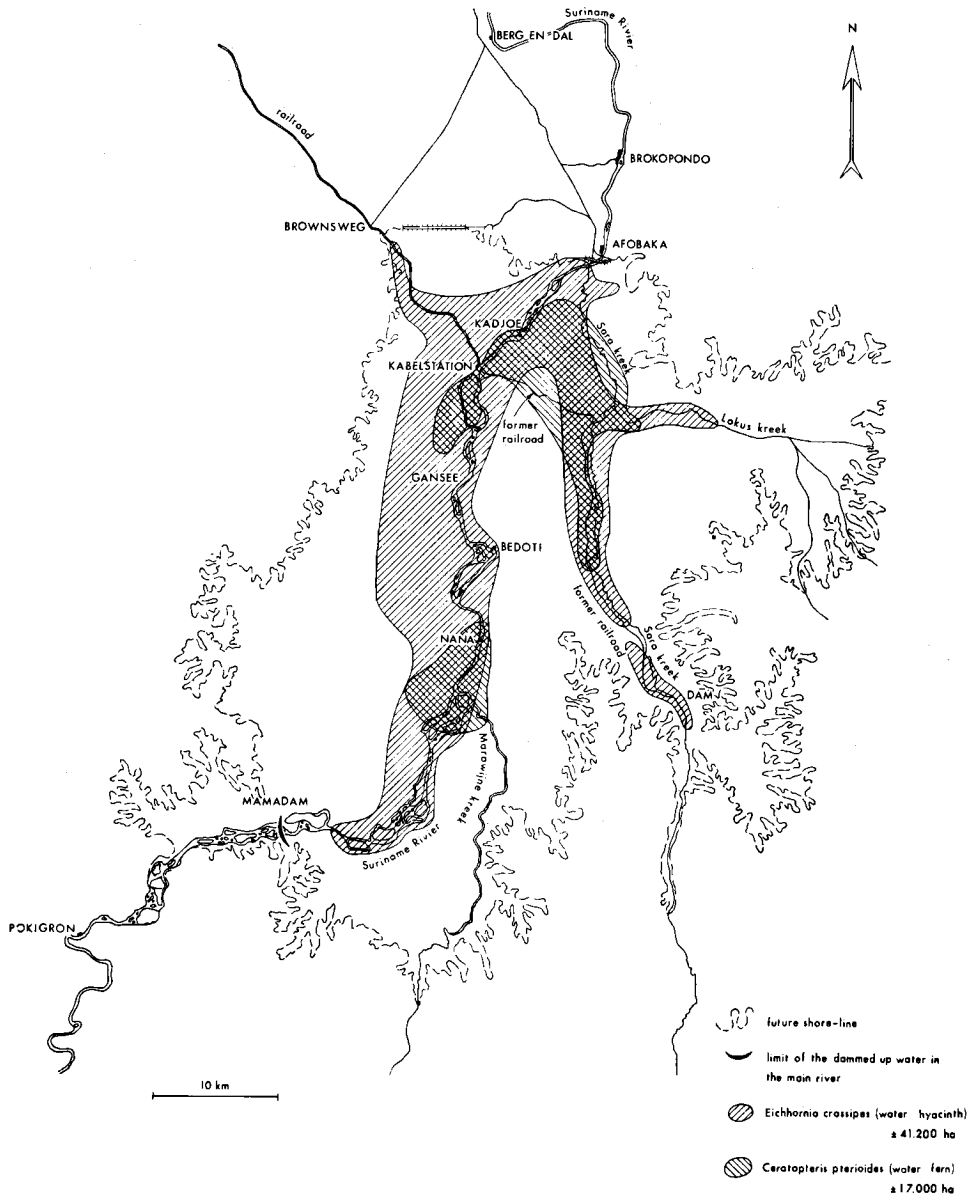 Suriname Rivier
BERG EN DAL
N
railroad
BROKOPONDO
BROWNSWEG
AFOBAKA
KADJOE
Sara kreek
KABELSTATION
former
railroad
Lokus kreek
GANSEE
BEDOTI
former railroad
NANA
Sara kreek
DAM
Marowijne kreek
MAMADAM
Suriname Rivier
POKIGRON
future shore-line
limit of the dammed up water in
the main river
10 km
Eichhornia crassipes (water hyacinth)
± 41.200 ha
Ceratopteris pterioides (water fern)
± 17.000 ha